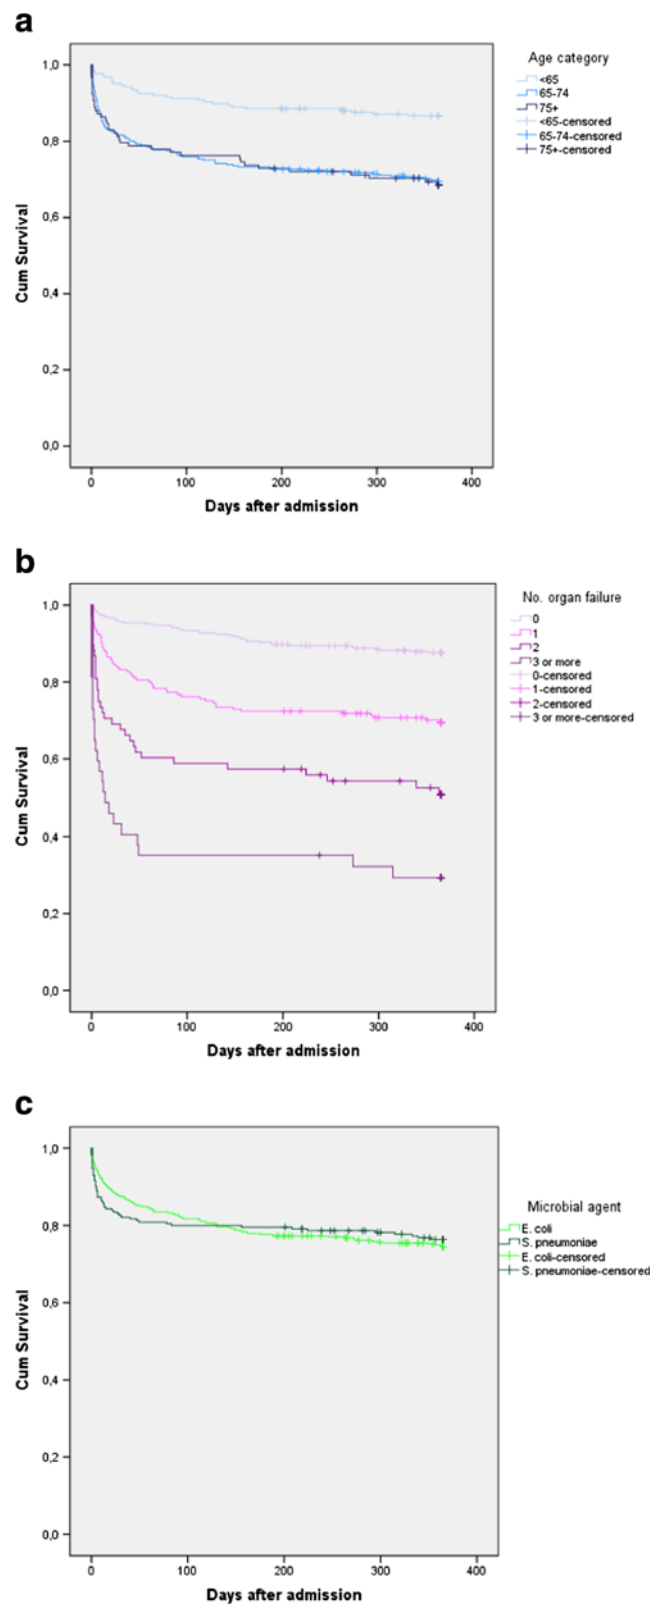 a
Age category
<65
65-74
75+
<65-censored
65-74-censored
75+-censored
1,0
0,8
0,6
0,4
0,2
0,0
Cum Survival
0 100 200 300 400
Days after admission
b
No. organ failure
0
1
2
3 or more
0-censored
1-censored
2-censored
3 or more-censored
1,0
0,8
0,6
0,4
0,2
0,0
Cum Survival
0 100 200 300 400
Days after admission
c
Microbial agent
E. coli
S. pneumoniae
E. coli-censored
S. pneumoniae-censored
1,0
0,8
0,6
0,4
0,2
0,0
Cum Survival
0 100 200 300 400
Days after admission